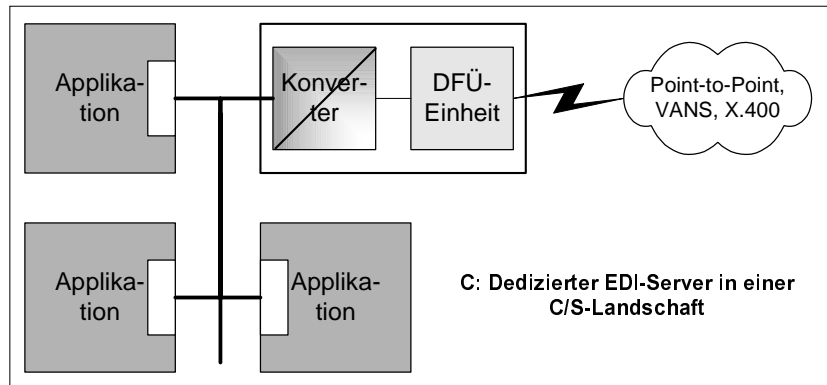 Applika-
tion
Konver-
ter
DFÜ-
Einheit
Point-to-Point,
VANS, X.400
Applika-
tion
Applika-
tion
C: Dedizierter EDI-Server in einer
C/S-Landschaft